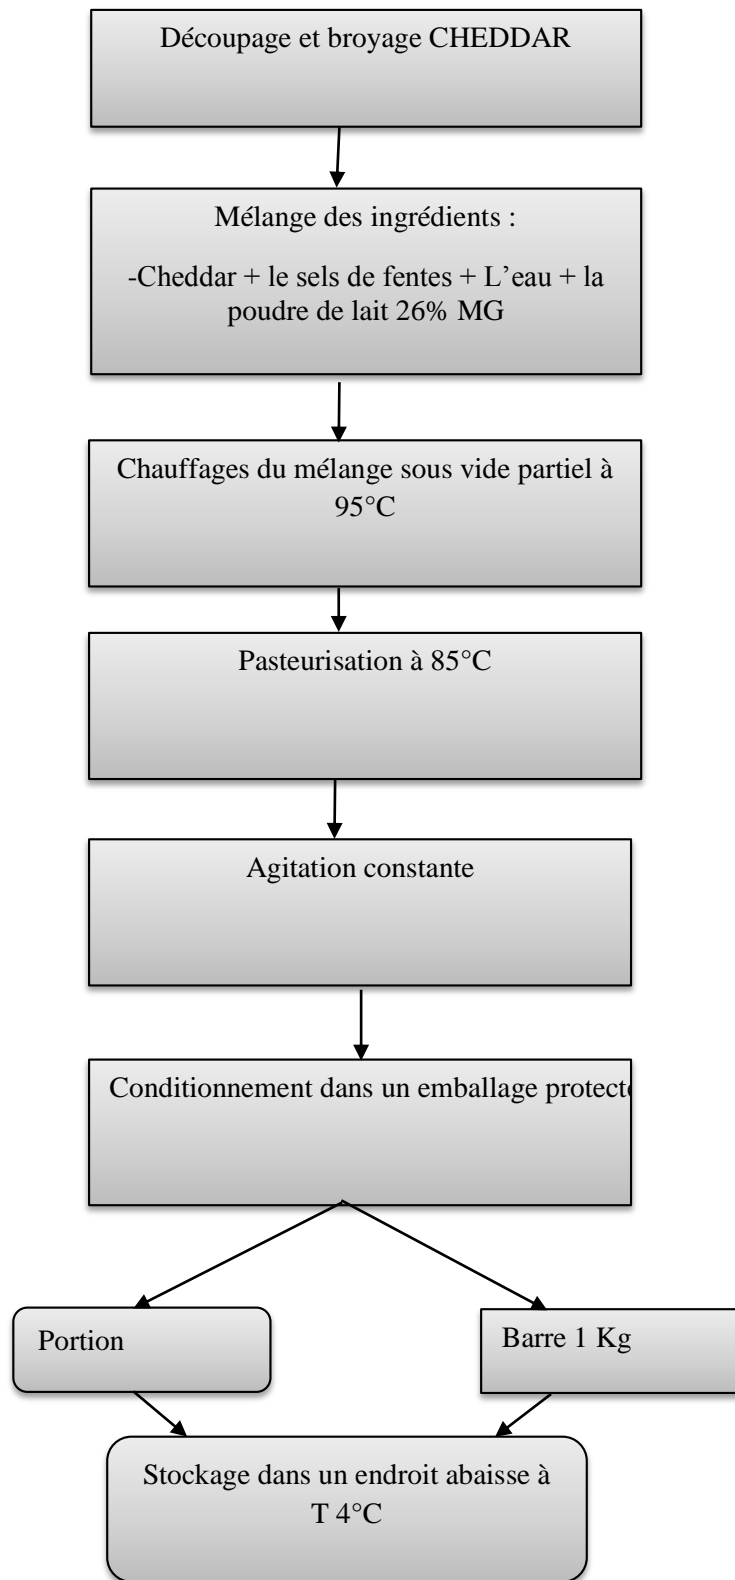 Découpage et broyage CHEDDAR
Mélange des ingrédients :
-Cheddar + le sels de fentes + L’eau + la
poudre de lait 26% MG
Chauffages du mélange sous vide partiel à
95°C
Pasteurisation à 85°C
Agitation constante
Conditionnement dans un emballage protecte
Portion
Barre 1 Kg
Stockage dans un endroit abaisse à
T 4°C